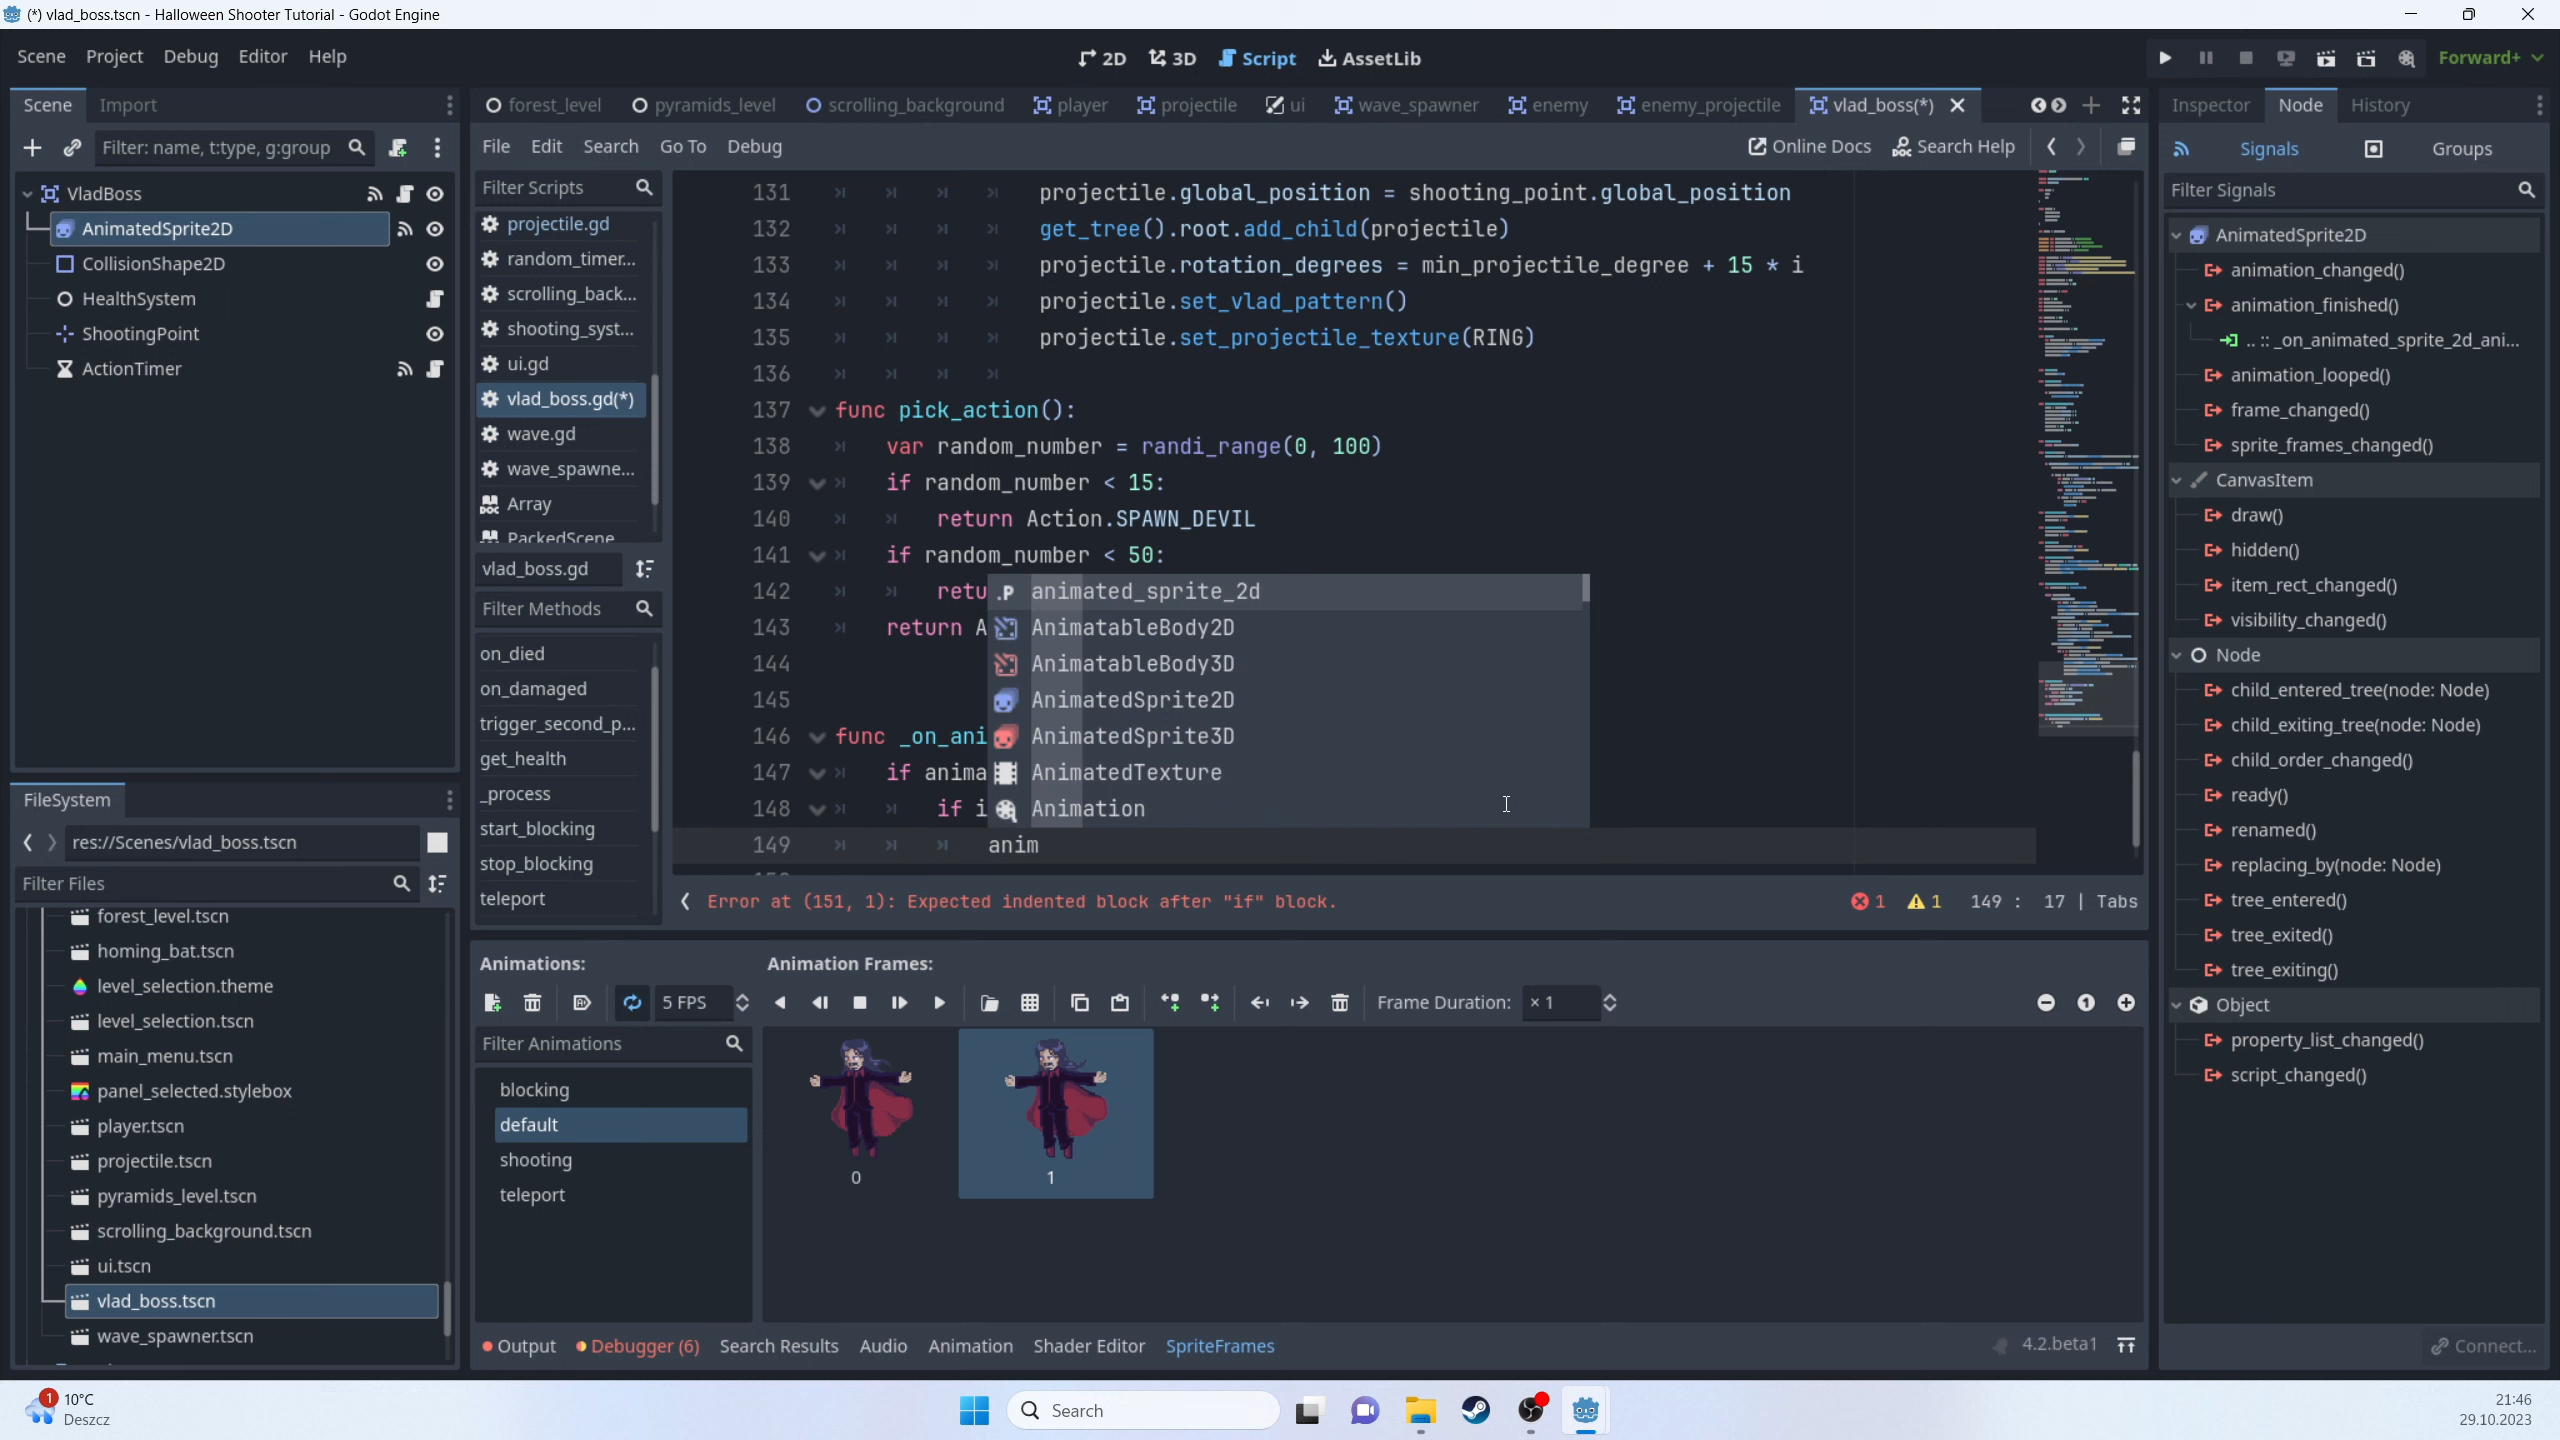 (*) vlad_boss.tscn - Halloween Shooter Tutorial - Godot Engine
Scene Project Debug Editor Help
2D 3D Script AssetLib
Forward+
Scene Import
Filter: name, t:type, g:group
VladBoss
AnimatedSprite2D
CollisionShape2D
HealthSystem
ShootingPoint
ActionTimer
FileSystem
res://Scenes/vlad_boss.tscn
Filter Files
forest_level.tscn
homing_bat.tscn
level_selection.theme
level_selection.tscn
main_menu.tscn
panel_selected.stylebox
player.tscn
projectile.tscn
pyramids_level.tscn
scrolling_background.tscn
ui.tscn
vlad_boss.tscn
wave_spawner.tscn
forest_level pyramids_level scrolling_background player projectile ui wave_spawner enemy enemy_projectile vlad_boss(*)
File Edit Search Go To Debug
Online Docs Search Help
Filter Scripts
projectile.gd
random_timer...
scrolling_back...
shooting_syst...
ui.gd
vlad_boss.gd(*)
wave.gd
wave_spawne...
Array
PackedScene
vlad_boss.gd
Filter Methods
on_died
on_damaged
trigger_second_p...
get_health
_process
start_blocking
stop_blocking
teleport
131 projectile.global_position = shooting_point.global_position
132 get_tree().root.add_child(projectile)
133 projectile.rotation_degrees = min_projectile_degree + 15 * i
134 projectile.set_vlad_pattern()
135 projectile.set_projectile_texture(RING)
136
137 func pick_action():
138 var random_number = randi_range(0, 100)
139 if random_number < 15:
140 return Action.SPAWN_DEVIL
141 if random_number < 50:
142 retu
143 return A
144
145
146 func _on_ani
147 if anima
148 if i
149 anim
.P animated_sprite_2d
AnimatableBody2D
AnimatableBody3D
AnimatedSprite2D
AnimatedSprite3D
AnimatedTexture
Animation
Error at (151, 1): Expected indented block after "if" block.
1 1 149 : 17 | Tabs
Animations:
5 FPS
Filter Animations
blocking
default
shooting
teleport
Animation Frames:
Frame Duration: × 1
0 1
Output Debugger (6) Search Results Audio Animation Shader Editor SpriteFrames
4.2.beta1
Inspector Node History
Signals Groups
Filter Signals
AnimatedSprite2D
animation_changed()
animation_finished()
.. :: _on_animated_sprite_2d_ani...
animation_looped()
frame_changed()
sprite_frames_changed()
CanvasItem
draw()
hidden()
item_rect_changed()
visibility_changed()
Node
child_entered_tree(node: Node)
child_exiting_tree(node: Node)
child_order_changed()
ready()
renamed()
replacing_by(node: Node)
tree_entered()
tree_exited()
tree_exiting()
Object
property_list_changed()
script_changed()
Connect...
1 10°C
Deszcz
Search
21:46
29.10.2023